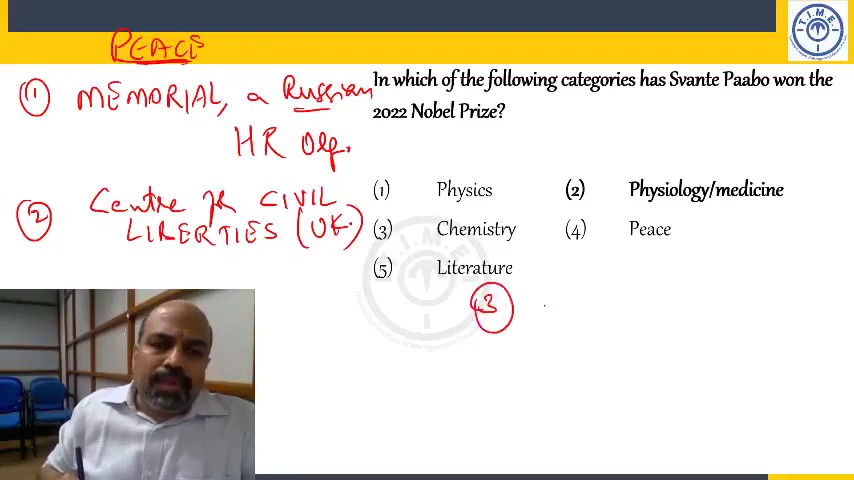 T.I.M.E.
PEACE
(1) MEMORIAL, a Russian
HR Org.
(2) Centre for CIVIL
LIBERTIES (UK.)
In which of the following categories has Svante Paabo won the
2022 Nobel Prize?
(1) Physics (2) Physiology/medicine
(3) Chemistry (4) Peace
(5) Literature
(3)